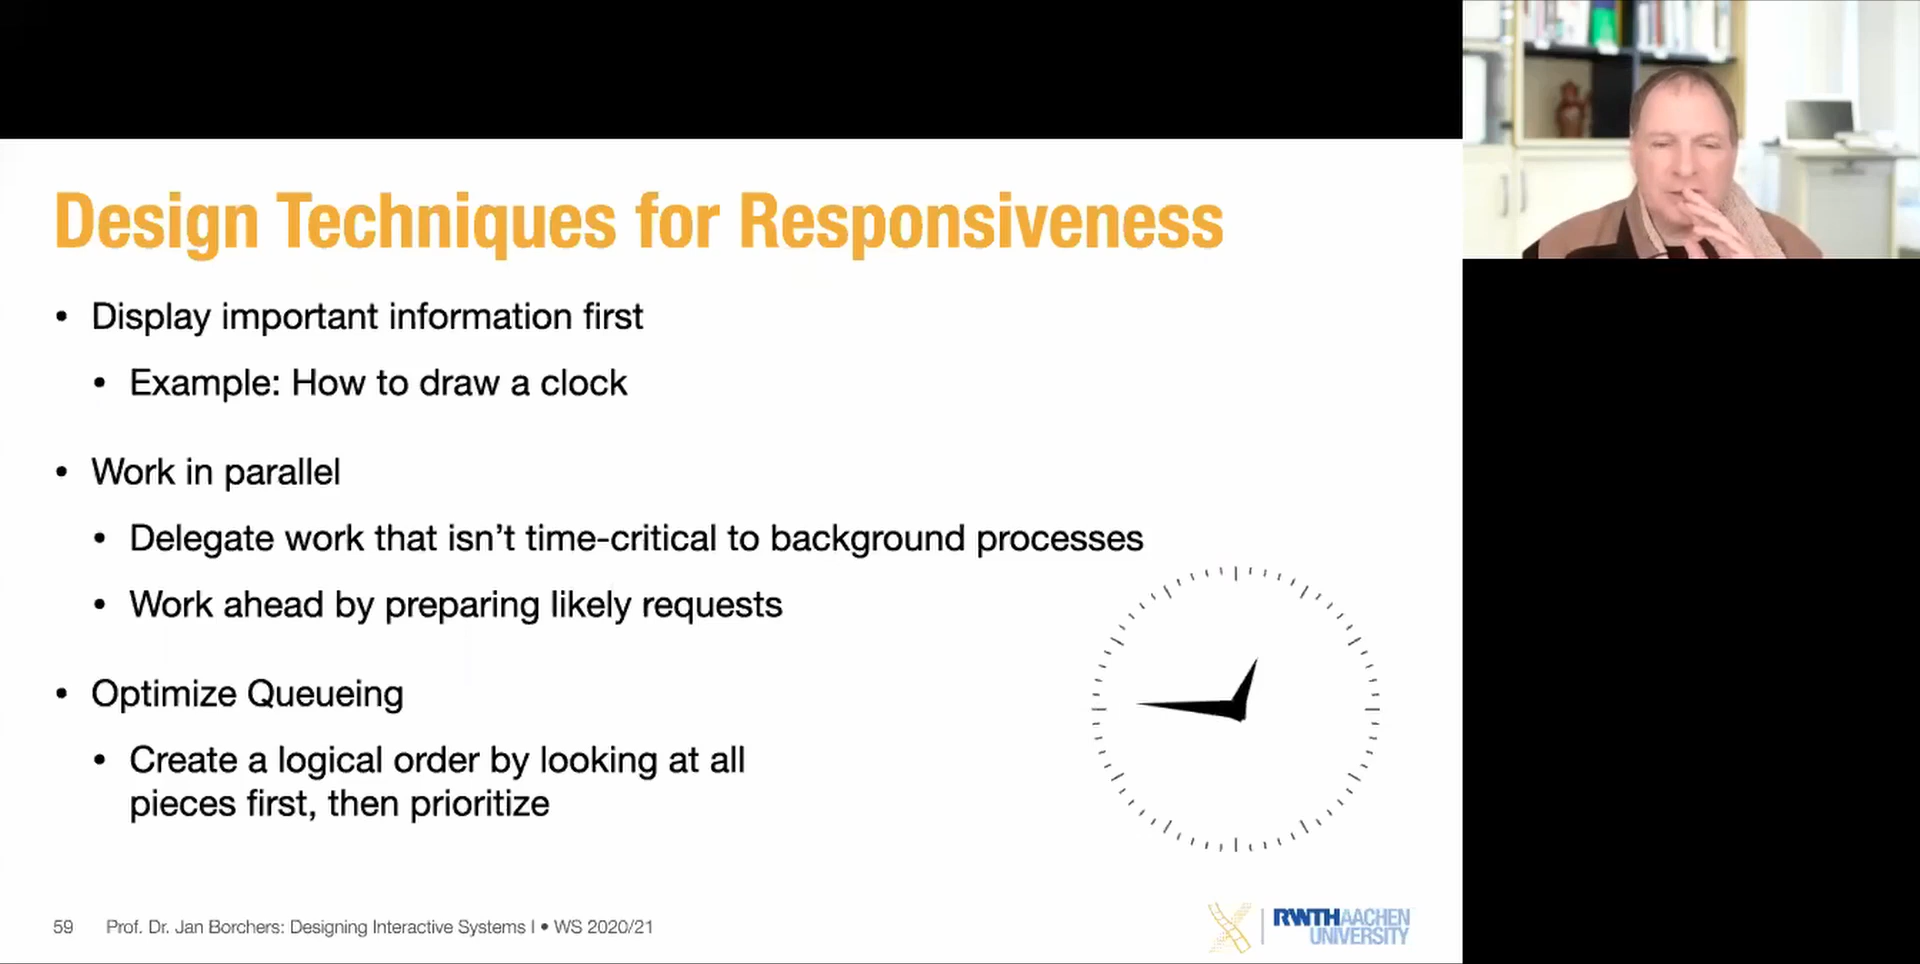 Design Techniques for Responsiveness
• Display important information first
• Example: How to draw a clock
• Work in parallel
• Delegate work that isn’t time-critical to background processes
• Work ahead by preparing likely requests
• Optimize Queueing
• Create a logical order by looking at all
pieces first, then prioritize
59 Prof. Dr. Jan Borchers: Designing Interactive Systems I • WS 2020/21
RWTHAACHEN
UNIVERSITY